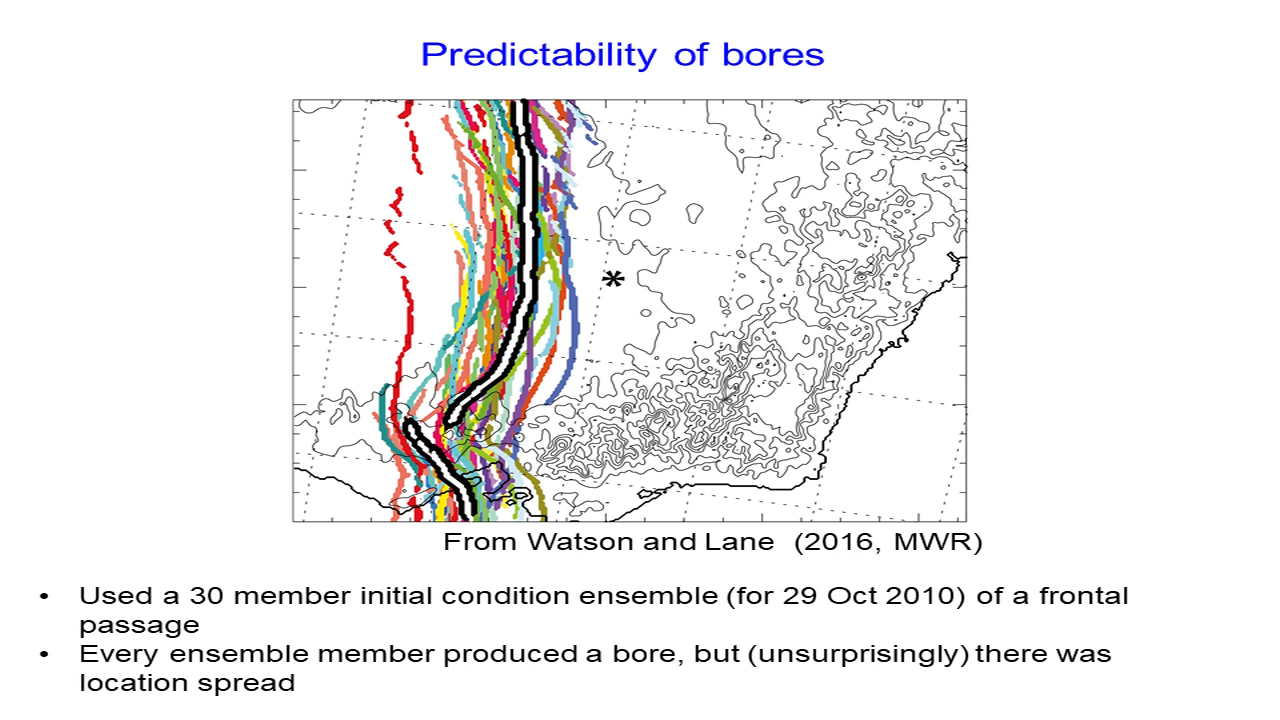 Predictability of bores
*
From Watson and Lane (2016, MWR)
• Used a 30 member initial condition ensemble (for 29 Oct 2010) of a frontal
passage
• Every ensemble member produced a bore, but (unsurprisingly) there was
location spread